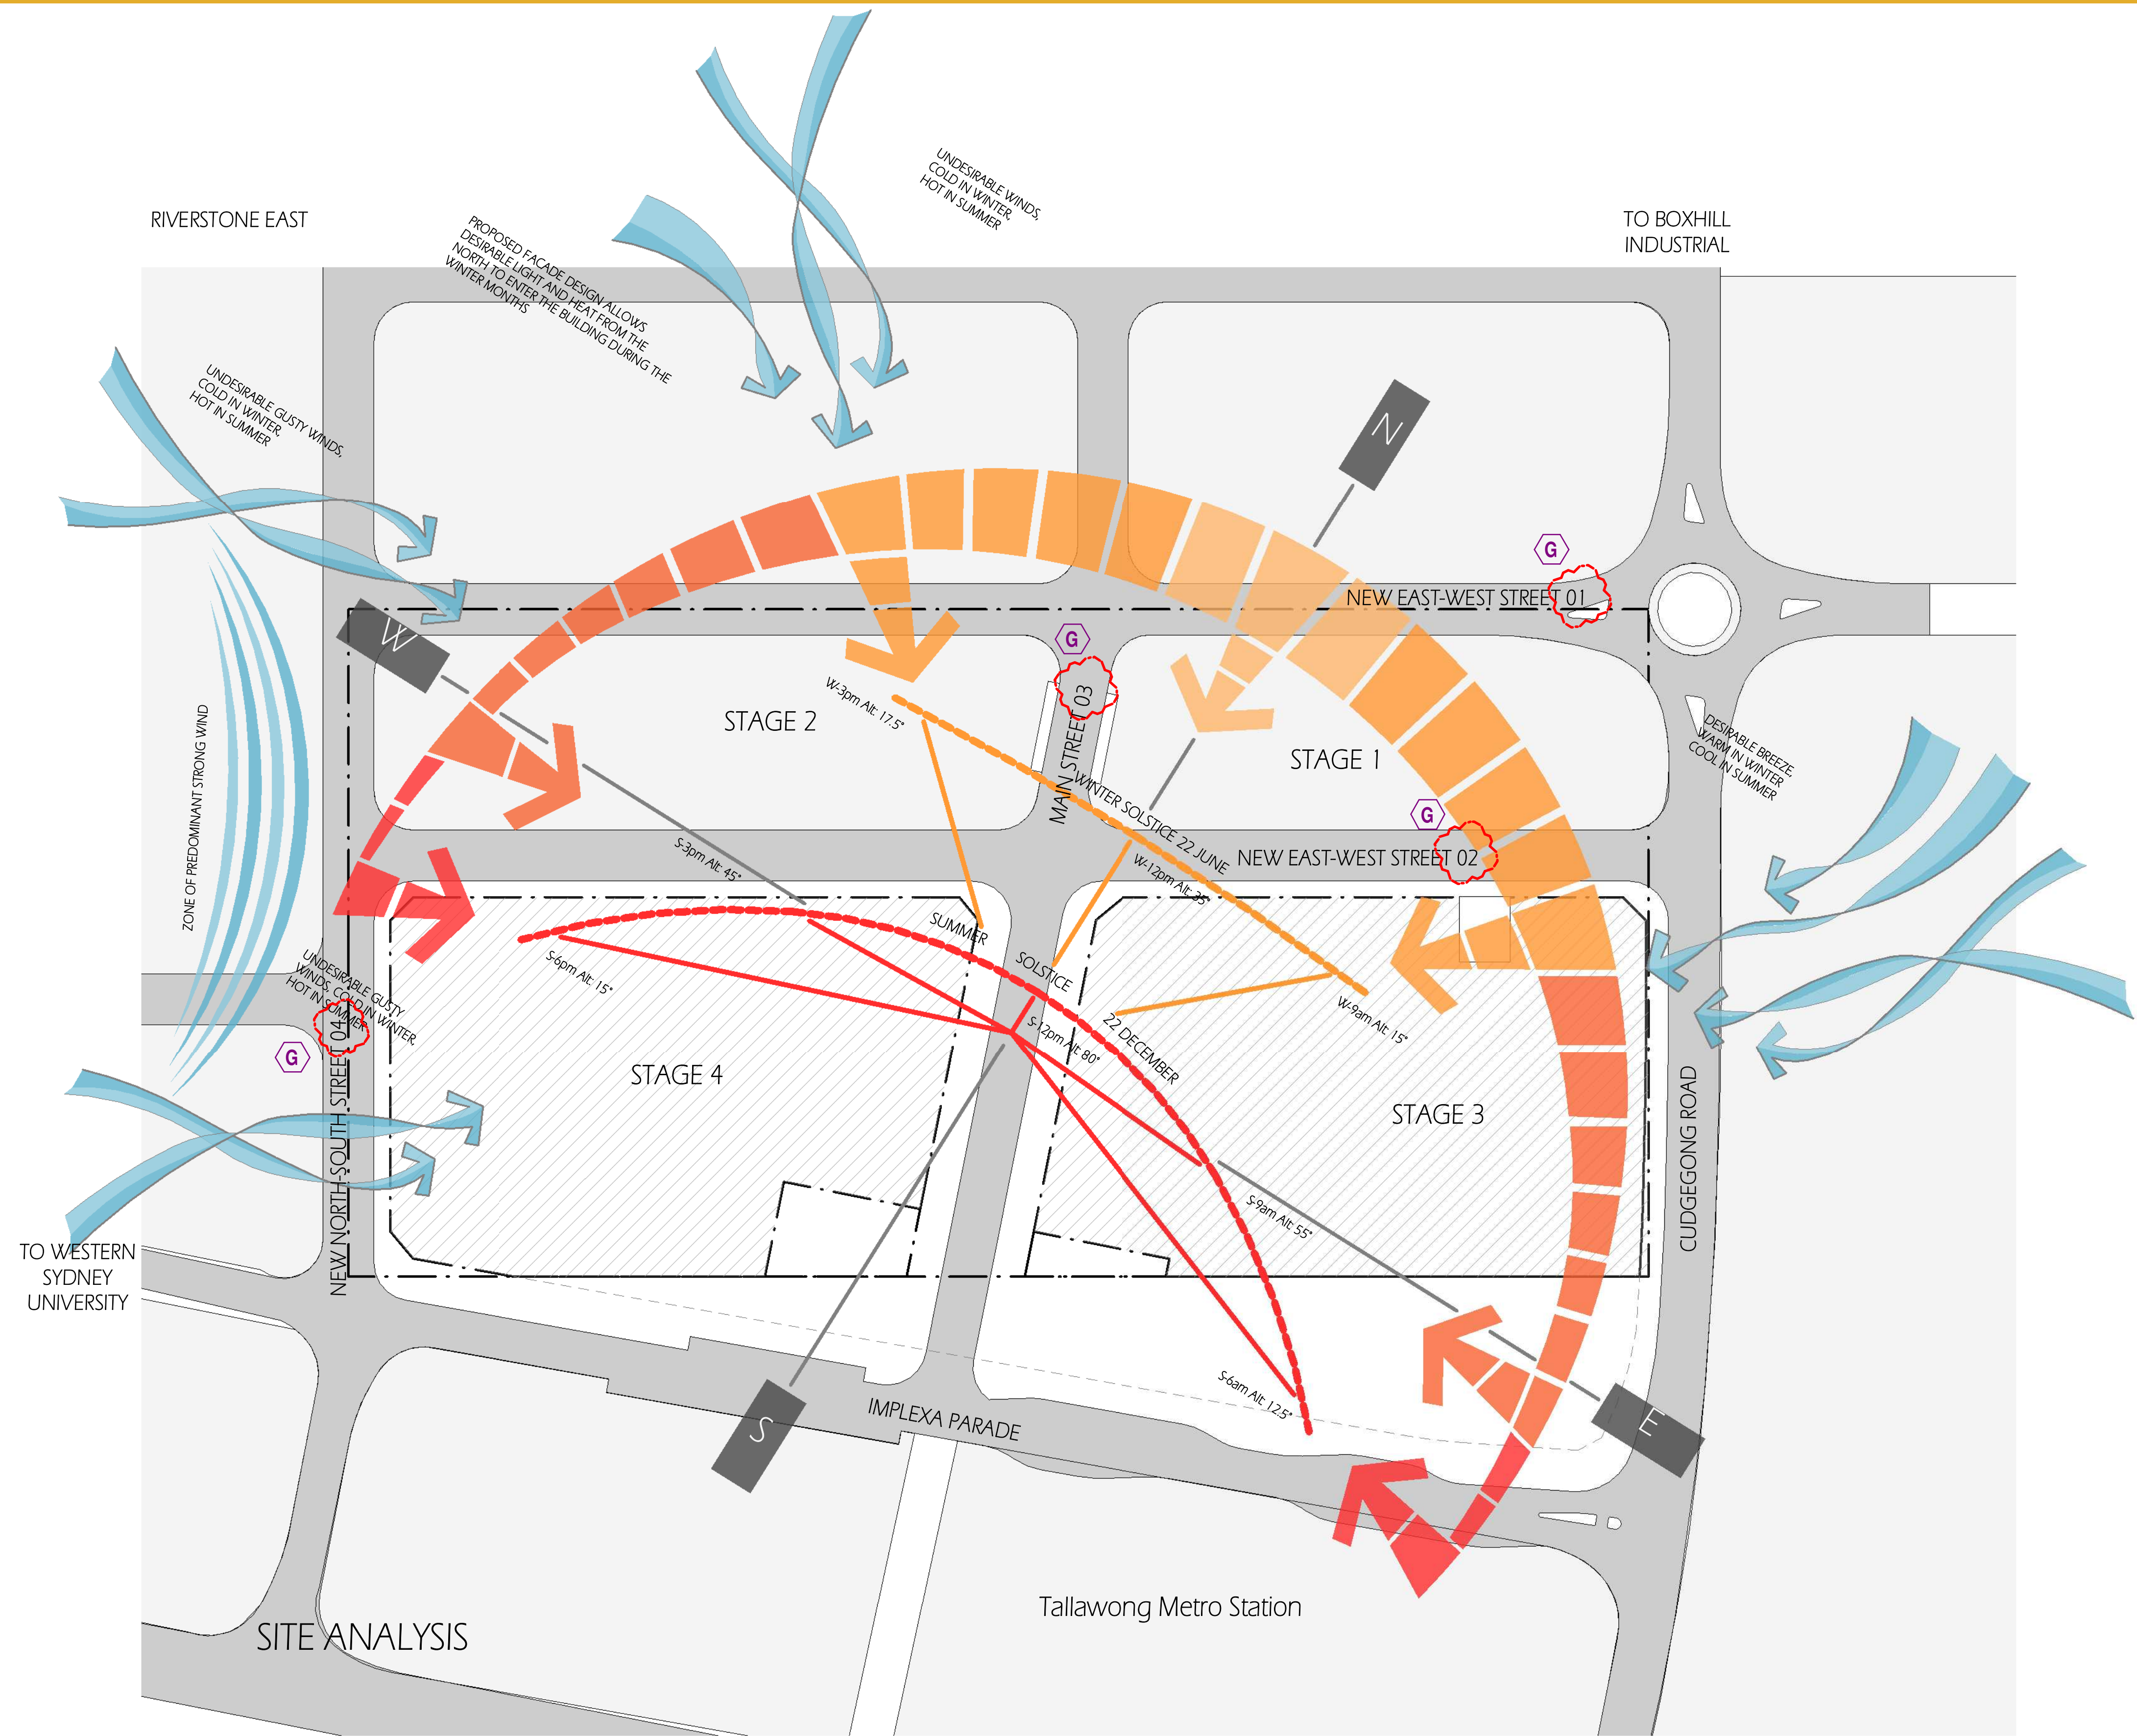 UNDESIRABLE WINDS,
COLD IN WINTER,
HOT IN SUMMER
RIVERSTONE EAST
TO BOXHILL
INDUSTRIAL
PROPOSED FACADE DESIGN ALLOWS
DESIRABLE LIGHT AND HEAT FROM THE
NORTH TO ENTER THE BUILDING DURING THE
WINTER MONTHS
UNDESIRABLE GUSTY WINDS,
COLD IN WINTER,
HOT IN SUMMER
N
G
NEW EAST-WEST STREET 01
W
G
MAIN STREET 03
STAGE 2
W-3pm Alt: 17.5°
STAGE 1
DESIRABLE BREEZE,
WARM IN WINTER
COOL IN SUMMER
ZONE OF PREDOMINANT STRONG WIND
WINTER SOLSTICE 22 JUNE
G
NEW EAST-WEST STREET 02
S-3pm Alt: 45°
W-12pm Alt: 35°
SUMMER
SOLSTICE
22 DECEMBER
S-6pm Alt: 15°
S-12pm Alt: 80°
W-9am Alt: 15°
UNDESIRABLE GUSTY
WINDS, COLD IN WINTER,
HOT IN SUMMER
G
NEW NORTH-SOUTH STREET 04
STAGE 4
STAGE 3
CUDGEGONG ROAD
S-9am Alt: 55°
TO WESTERN
SYDNEY
UNIVERSITY
S-6am Alt: 12.5°
S
E
IMPLEXA PARADE
Tallawong Metro Station
SITE ANALYSIS